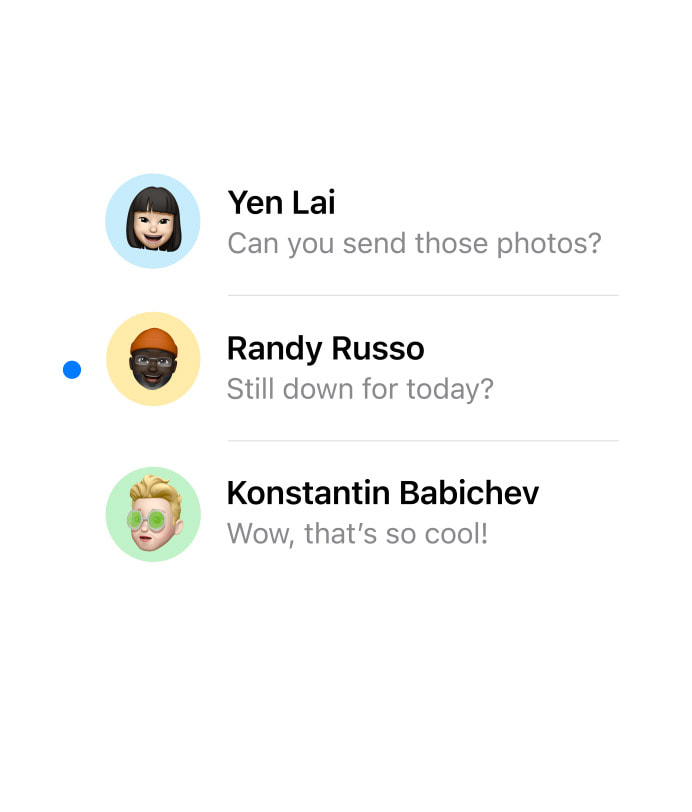 Yen Lai
Can you send those photos?
Randy Russo
Still down for today?
Konstantin Babichev
Wow, that’s so cool!